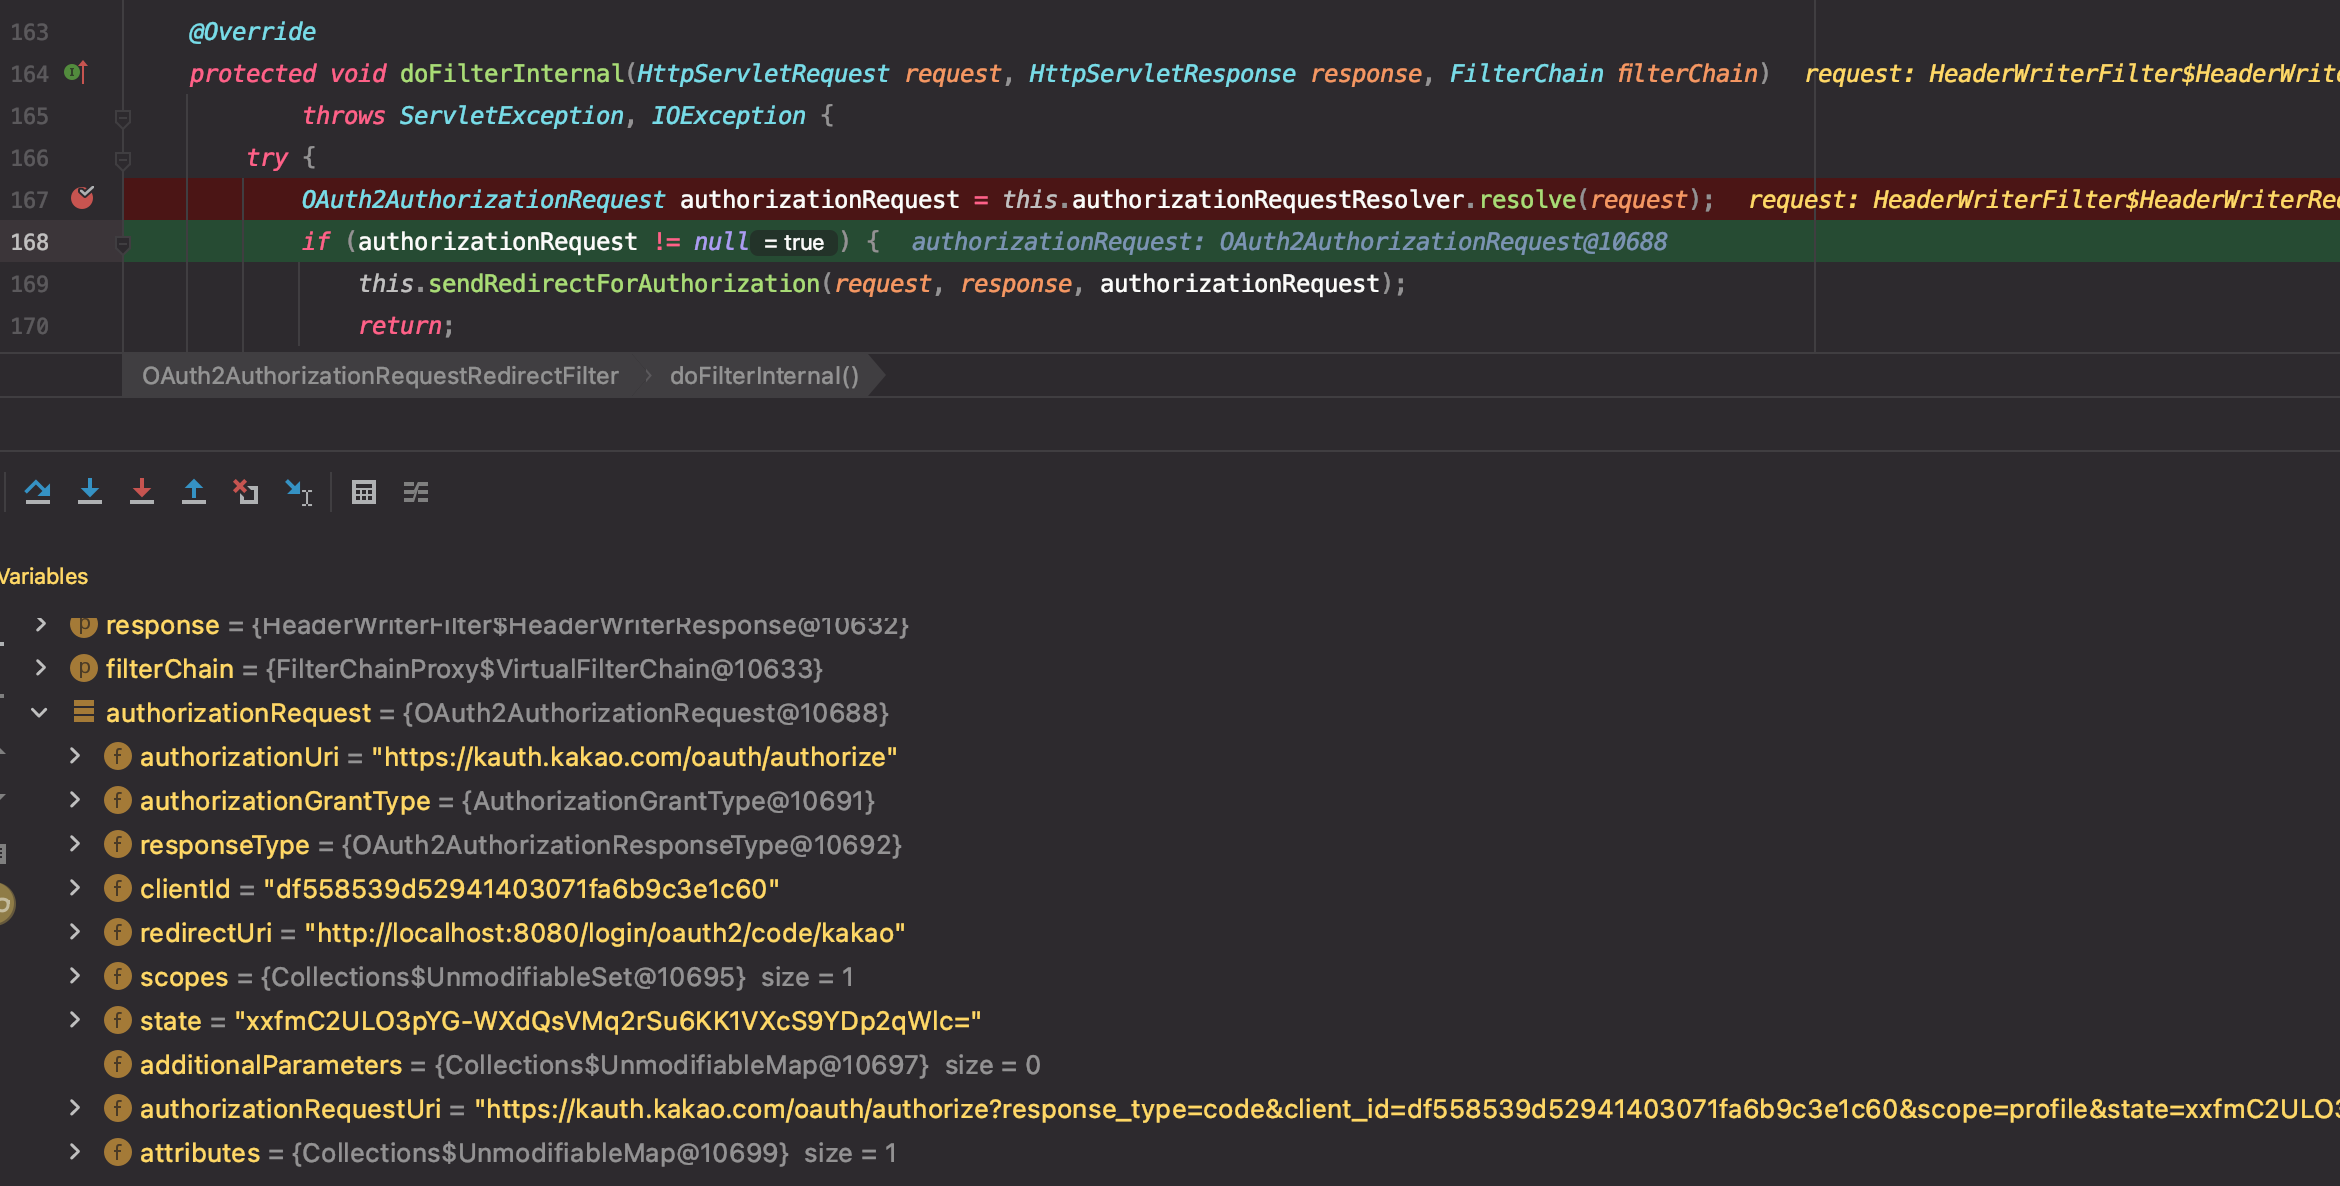 163 @Override
164 protected void doFilterInternal(HttpServletRequest request, HttpServletResponse response, FilterChain filterChain) request: HeaderWriterFilter$HeaderWrite
165 throws ServletException, IOException {
166 try {
167 OAuth2AuthorizationRequest authorizationRequest = this.authorizationRequestResolver.resolve(request); request: HeaderWriterFilter$HeaderWriterRe
168 if (authorizationRequest != null = true ) { authorizationRequest: OAuth2AuthorizationRequest@10688
169 this.sendRedirectForAuthorization(request, response, authorizationRequest);
170 return;
OAuth2AuthorizationRequestRedirectFilter › doFilterInternal()
Variables
response = {HeaderWriterFilter$HeaderWriterResponse@10632}
filterChain = {FilterChainProxy$VirtualFilterChain@10633}
authorizationRequest = {OAuth2AuthorizationRequest@10688}
authorizationUri = "https://kauth.kakao.com/oauth/authorize"
authorizationGrantType = {AuthorizationGrantType@10691}
responseType = {OAuth2AuthorizationResponseType@10692}
clientId = "df558539d52941403071fa6b9c3e1c60"
redirectUri = "http://localhost:8080/login/oauth2/code/kakao"
scopes = {Collections$UnmodifiableSet@10695} size = 1
state = "xxfmC2ULO3pYG-WXdQsVMq2rSu6KK1VXcS9YDp2qWlc="
additionalParameters = {Collections$UnmodifiableMap@10697} size = 0
authorizationRequestUri = "https://kauth.kakao.com/oauth/authorize?response_type=code&client_id=df558539d52941403071fa6b9c3e1c60&scope=profile&state=xxfmC2ULO3
attributes = {Collections$UnmodifiableMap@10699} size = 1